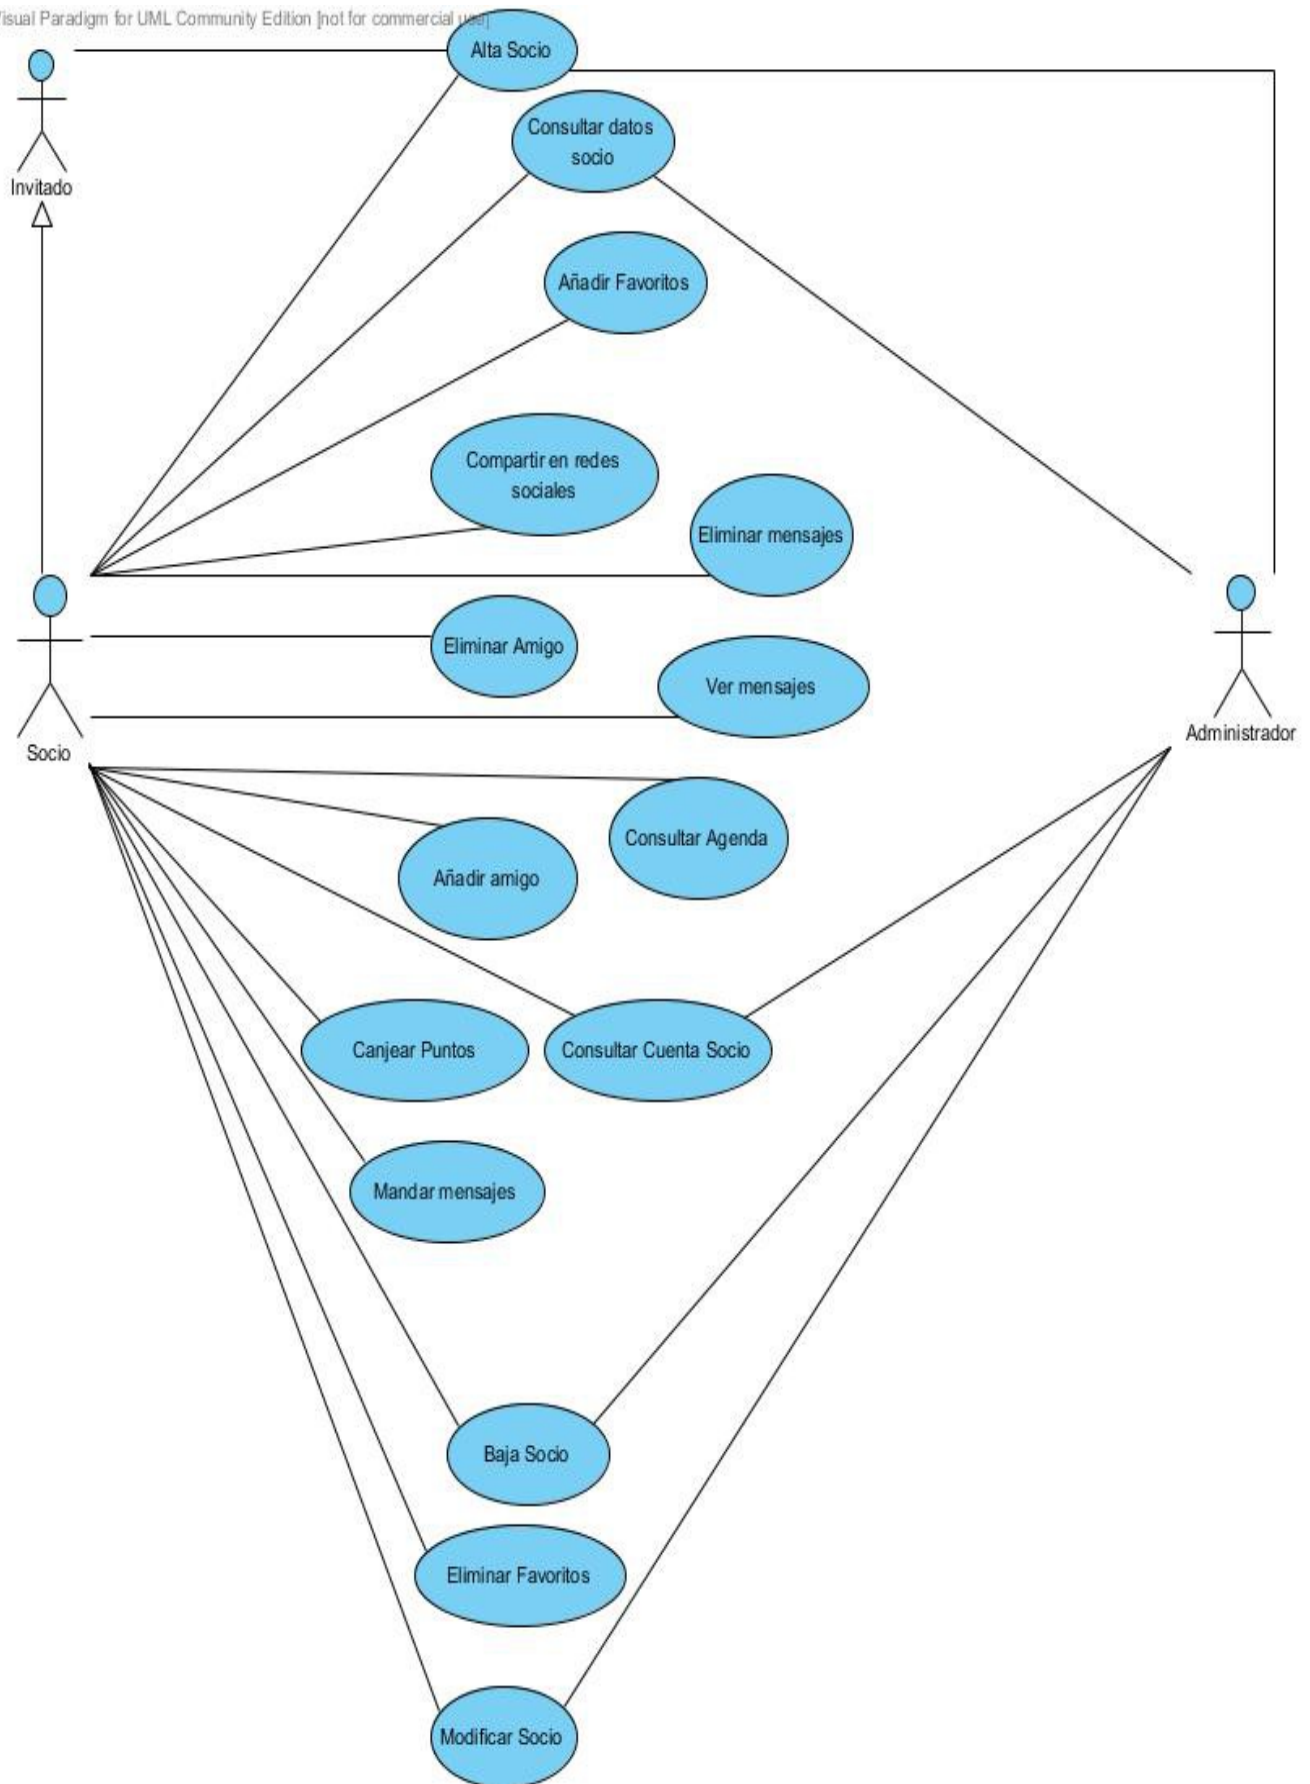 Visual Paradigm for UML Community Edition [not for commercial use]
Alta Socio
Invitado
Consultar datos
socio
Añadir Favoritos
Compartir en redes
sociales
Eliminar mensajes
Eliminar Amigo
Ver mensajes
Socio
Administrador
Consultar Agenda
Añadir amigo
Canjear Puntos
Consultar Cuenta Socio
Mandar mensajes
Baja Socio
Eliminar Favoritos
Modificar Socio